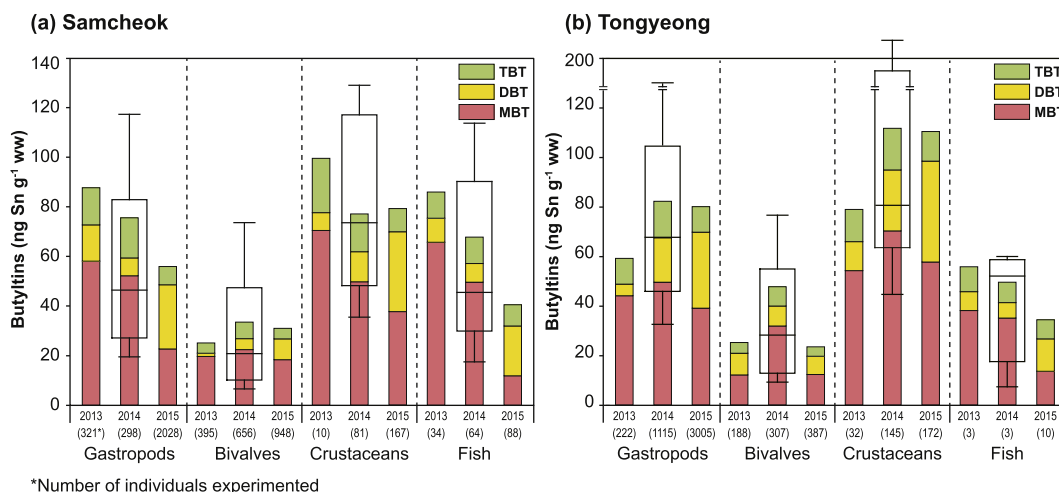 (a) Samcheok
Butyltins (ng Sn g-1 ww)
140
120
100
80
60
40
20
0
TBT
DBT
MBT
2013 2014 2015 2013 2014 2015 2013 2014 2015 2013 2014 2015
(321*) (298) (2028) (395) (656) (948) (10) (81) (167) (34) (64) (88)
Gastropods Bivalves Crustaceans Fish
*Number of individuals experimented
(b) Tongyeong
Butyltins (ng Sn g-1 ww)
200
120
80
60
40
20
0
TBT
DBT
MBT
2013 2014 2015 2013 2014 2015 2013 2014 2015 2013 2014 2015
(222) (1115) (3005) (188) (307) (387) (32) (145) (172) (3) (3) (10)
Gastropods Bivalves Crustaceans Fish